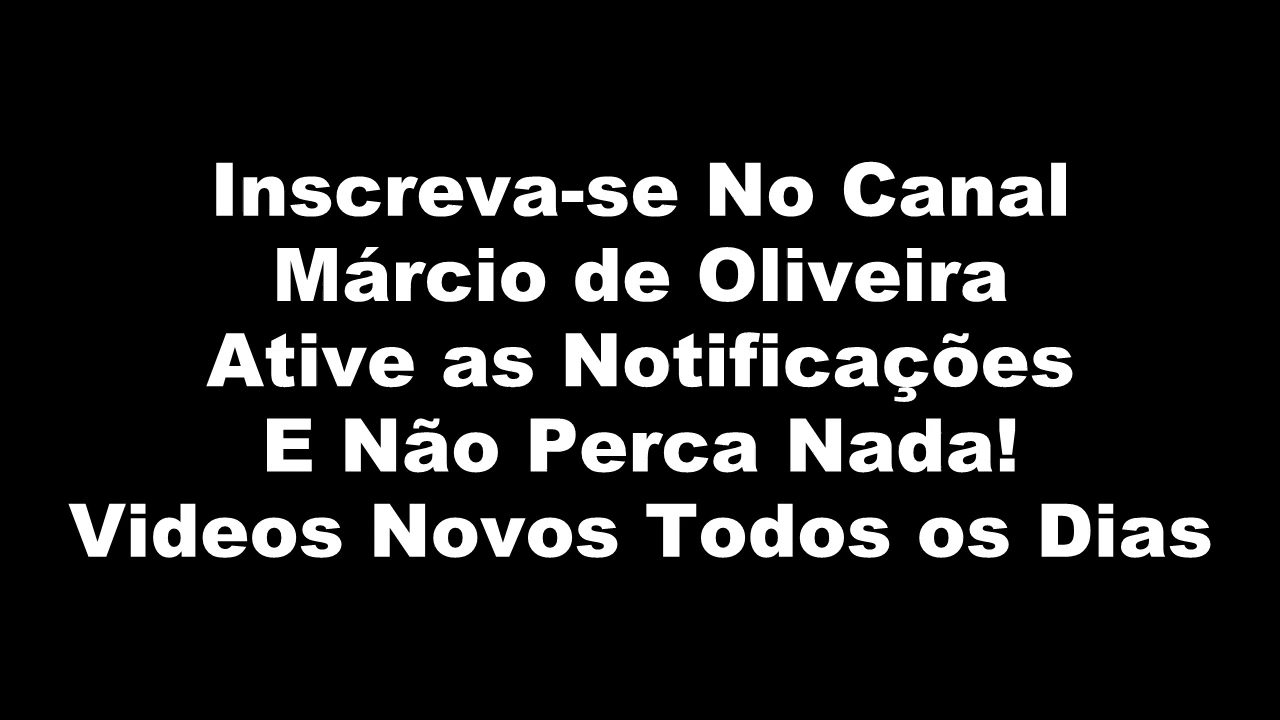 Inscreva-se No Canal
Márcio de Oliveira
Ative as Notificações
E Não Perca Nada!
Videos Novos Todos os Dias